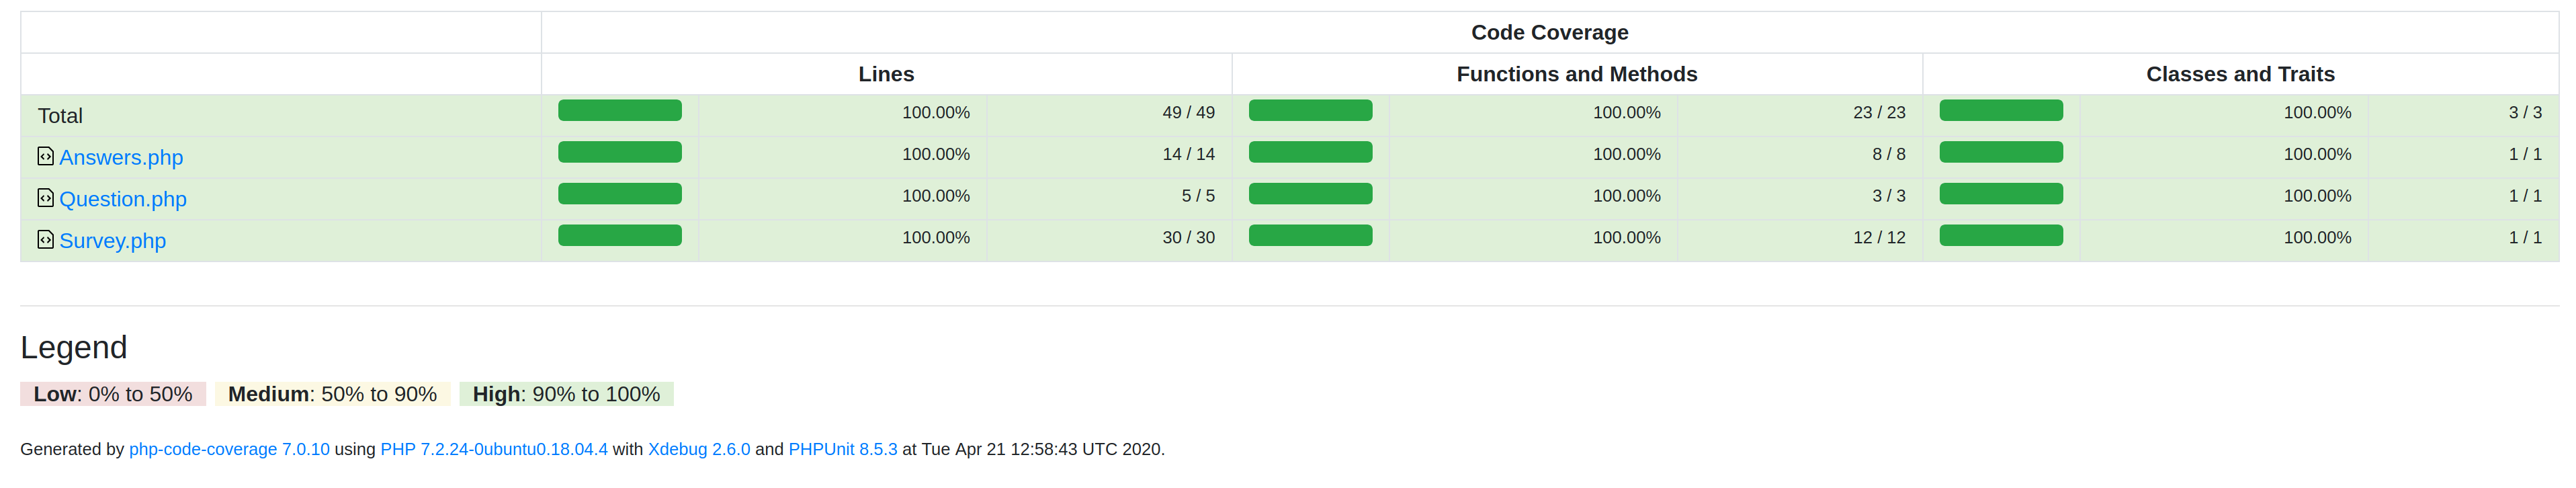 Code Coverage
Lines Functions and Methods Classes and Traits
Total 100.00% 49 / 49 100.00% 23 / 23 100.00% 3 / 3
Answers.php 100.00% 14 / 14 100.00% 8 / 8 100.00% 1 / 1
Question.php 100.00% 5 / 5 100.00% 3 / 3 100.00% 1 / 1
Survey.php 100.00% 30 / 30 100.00% 12 / 12 100.00% 1 / 1
Legend
Low: 0% to 50% Medium: 50% to 90% High: 90% to 100%
Generated by php-code-coverage 7.0.10 using PHP 7.2.24-0ubuntu0.18.04.4 with Xdebug 2.6.0 and PHPUnit 8.5.3 at Tue Apr 21 12:58:43 UTC 2020.